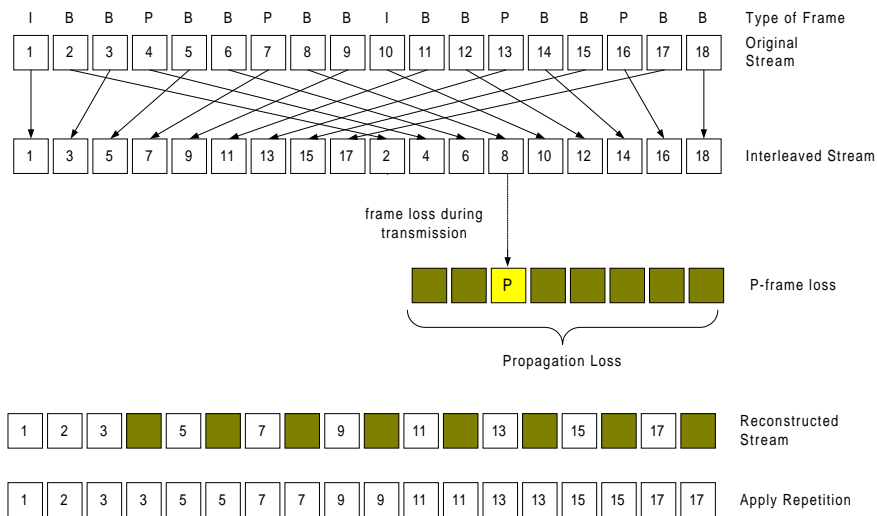 I B B P B B P B B I B B P B B P B B Type of Frame
1 2 3 4 5 6 7 8 9 10 11 12 13 14 15 16 17 18 Original
Stream
1 3 5 7 9 11 13 15 17 2 4 6 8 10 12 14 16 18 Interleaved Stream
frame loss during
transmission
P P-frame loss
Propagation Loss
1 2 3 5 7 9 11 13 15 17 Reconstructed
Stream
1 2 3 3 5 5 7 7 9 9 11 11 13 13 15 15 17 17 Apply Repetition